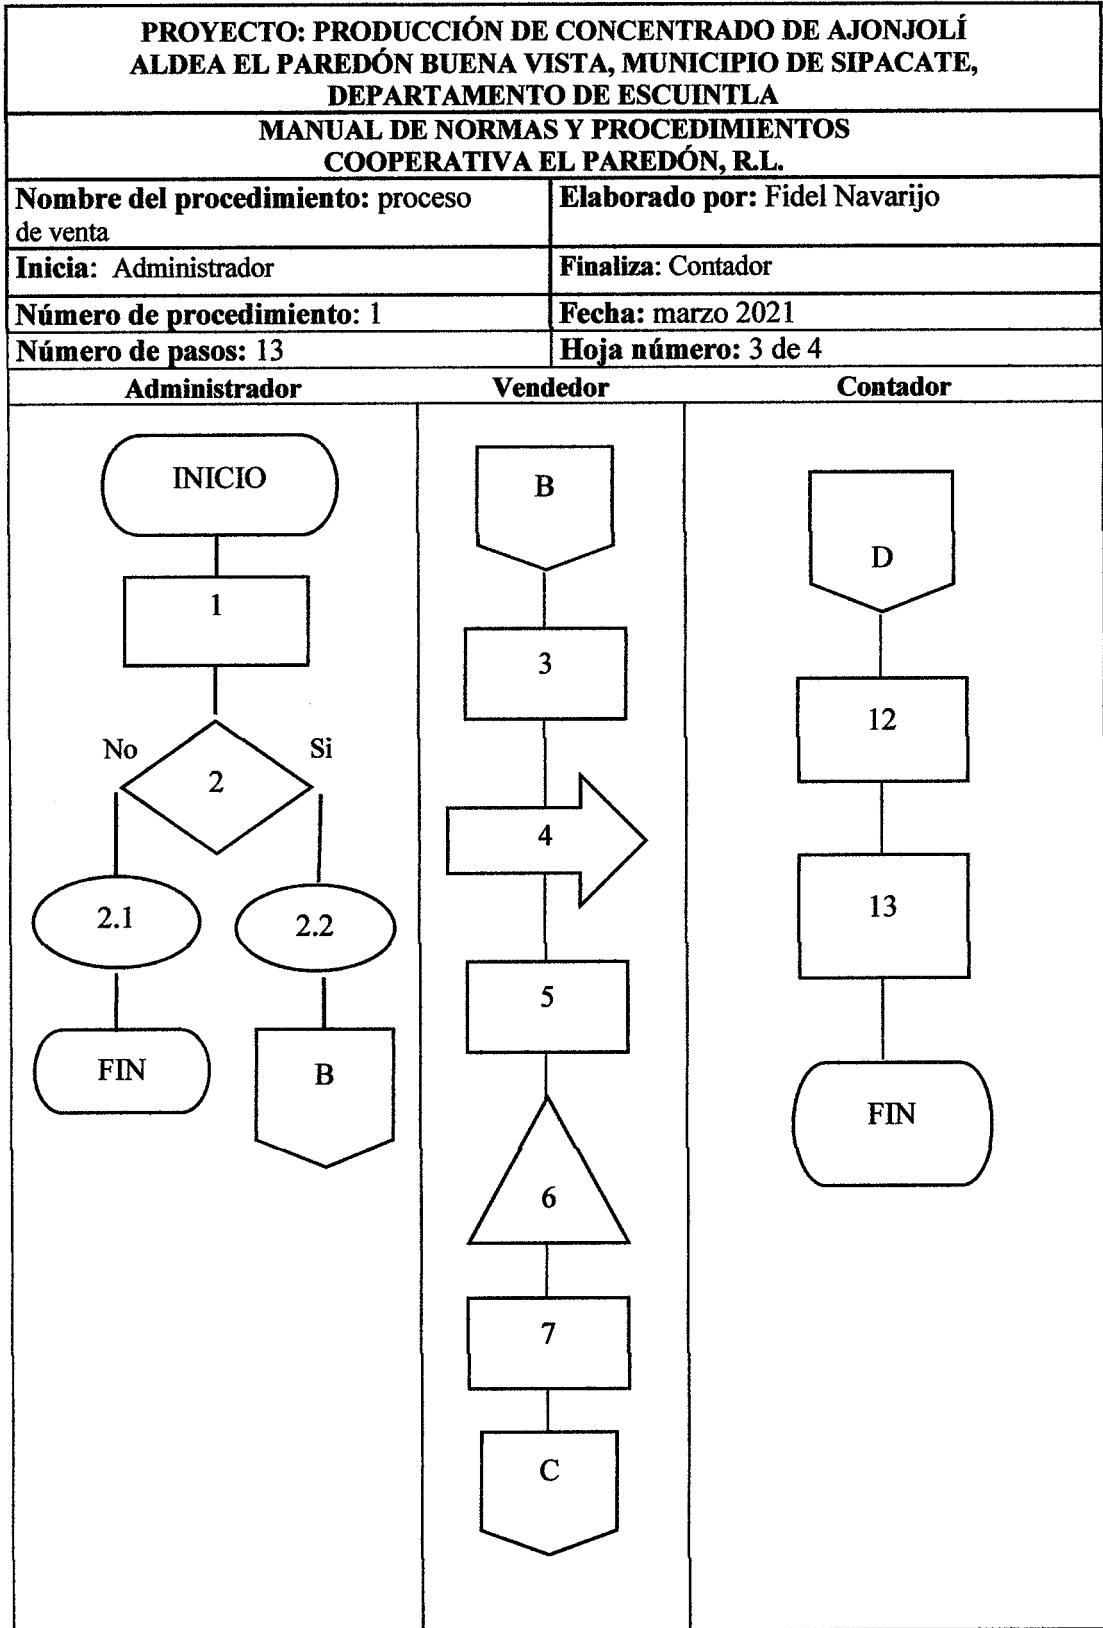 PROYECTO: PRODUCCIÓN DE CONCENTRADO DE AJONJOLÍ
ALDEA EL PAREDÓN BUENA VISTA, MUNICIPIO DE SIPACATE,
DEPARTAMENTO DE ESCUINTLA
MANUAL DE NORMAS Y PROCEDIMIENTOS
COOPERATIVA EL PAREDÓN, R.L.
Nombre del procedimiento: proceso
de venta
Elaborado por: Fidel Navarijo
Inicia: Administrador
Finaliza: Contador
Número de procedimiento: 1
Fecha: marzo 2021
Número de pasos: 13
Hoja número: 3 de 4
Administrador
Vendedor
Contador
INICIO
1
No
Si
2
2.1
2.2
FIN
B
B
3
4
5
6
7
C
D
12
13
FIN